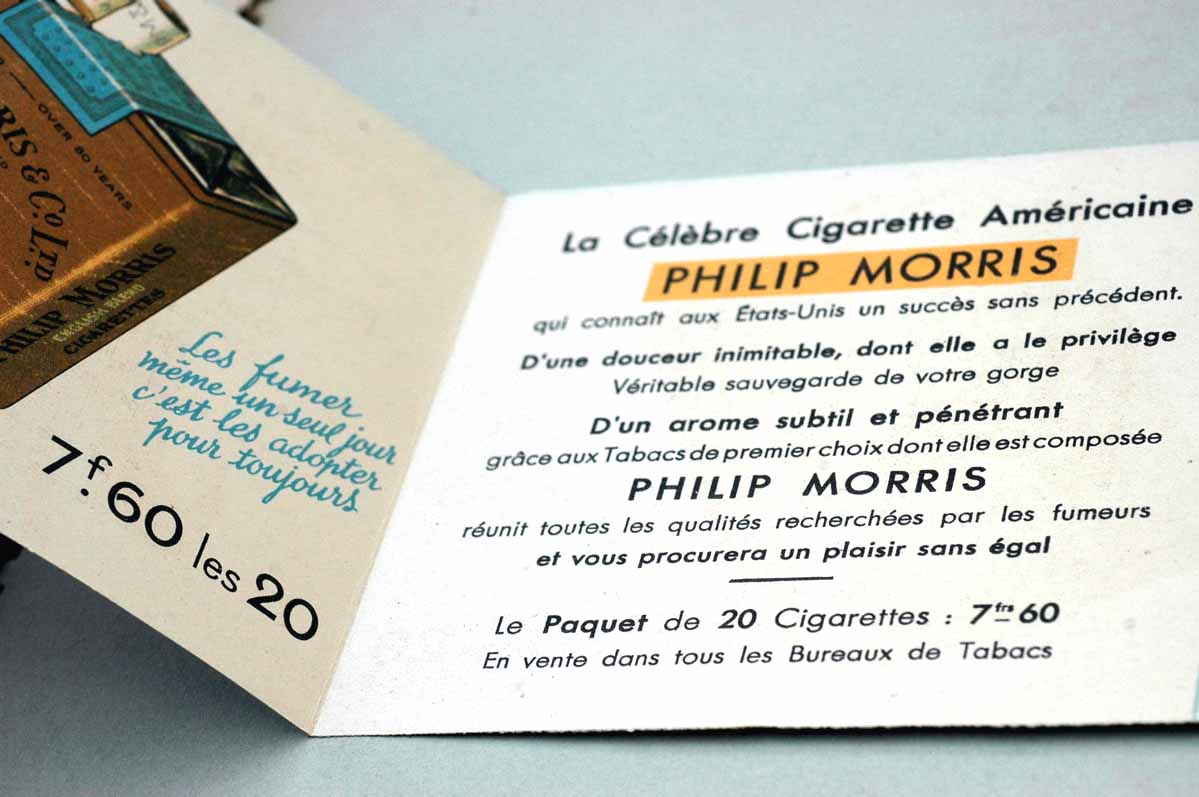 OVER 80 YEARS
RIS & Co. LTD
PHILIP MORRIS
ENGLISH BLEND
CIGARETTES
Les fumer
même un seul jour
c'est les adopter
pour toujours
7f.60 les 20
La Célèbre Cigarette Américaine
PHILIP MORRIS
qui connaît aux États-Unis un succès sans précédent.
D'une douceur inimitable, dont elle a le privilège
Véritable sauvegarde de votre gorge
D'un arome subtil et pénétrant
grâce aux Tabacs de premier choix dont elle est composée
PHILIP MORRIS
réunit toutes les qualités recherchées par les fumeurs
et vous procurera un plaisir sans égal
Le Paquet de 20 Cigarettes : 7frs 60
En vente dans tous les Bureaux de Tabacs